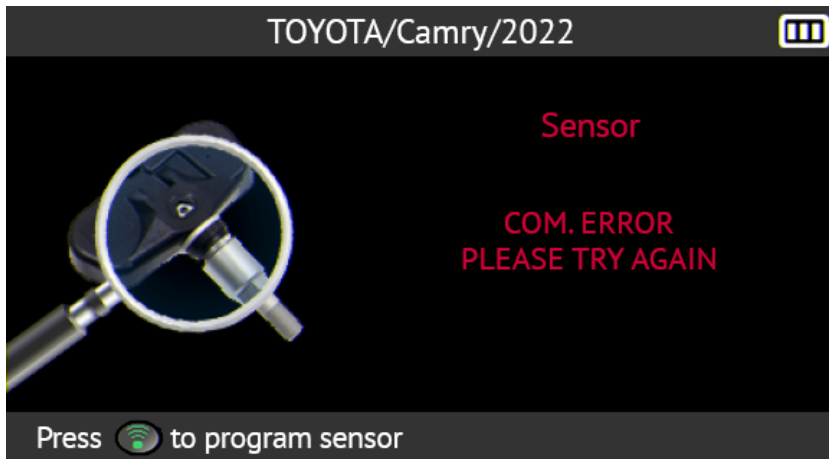 TOYOTA/Camry/2022
Sensor
COM. ERROR
PLEASE TRY AGAIN
Press to program sensor